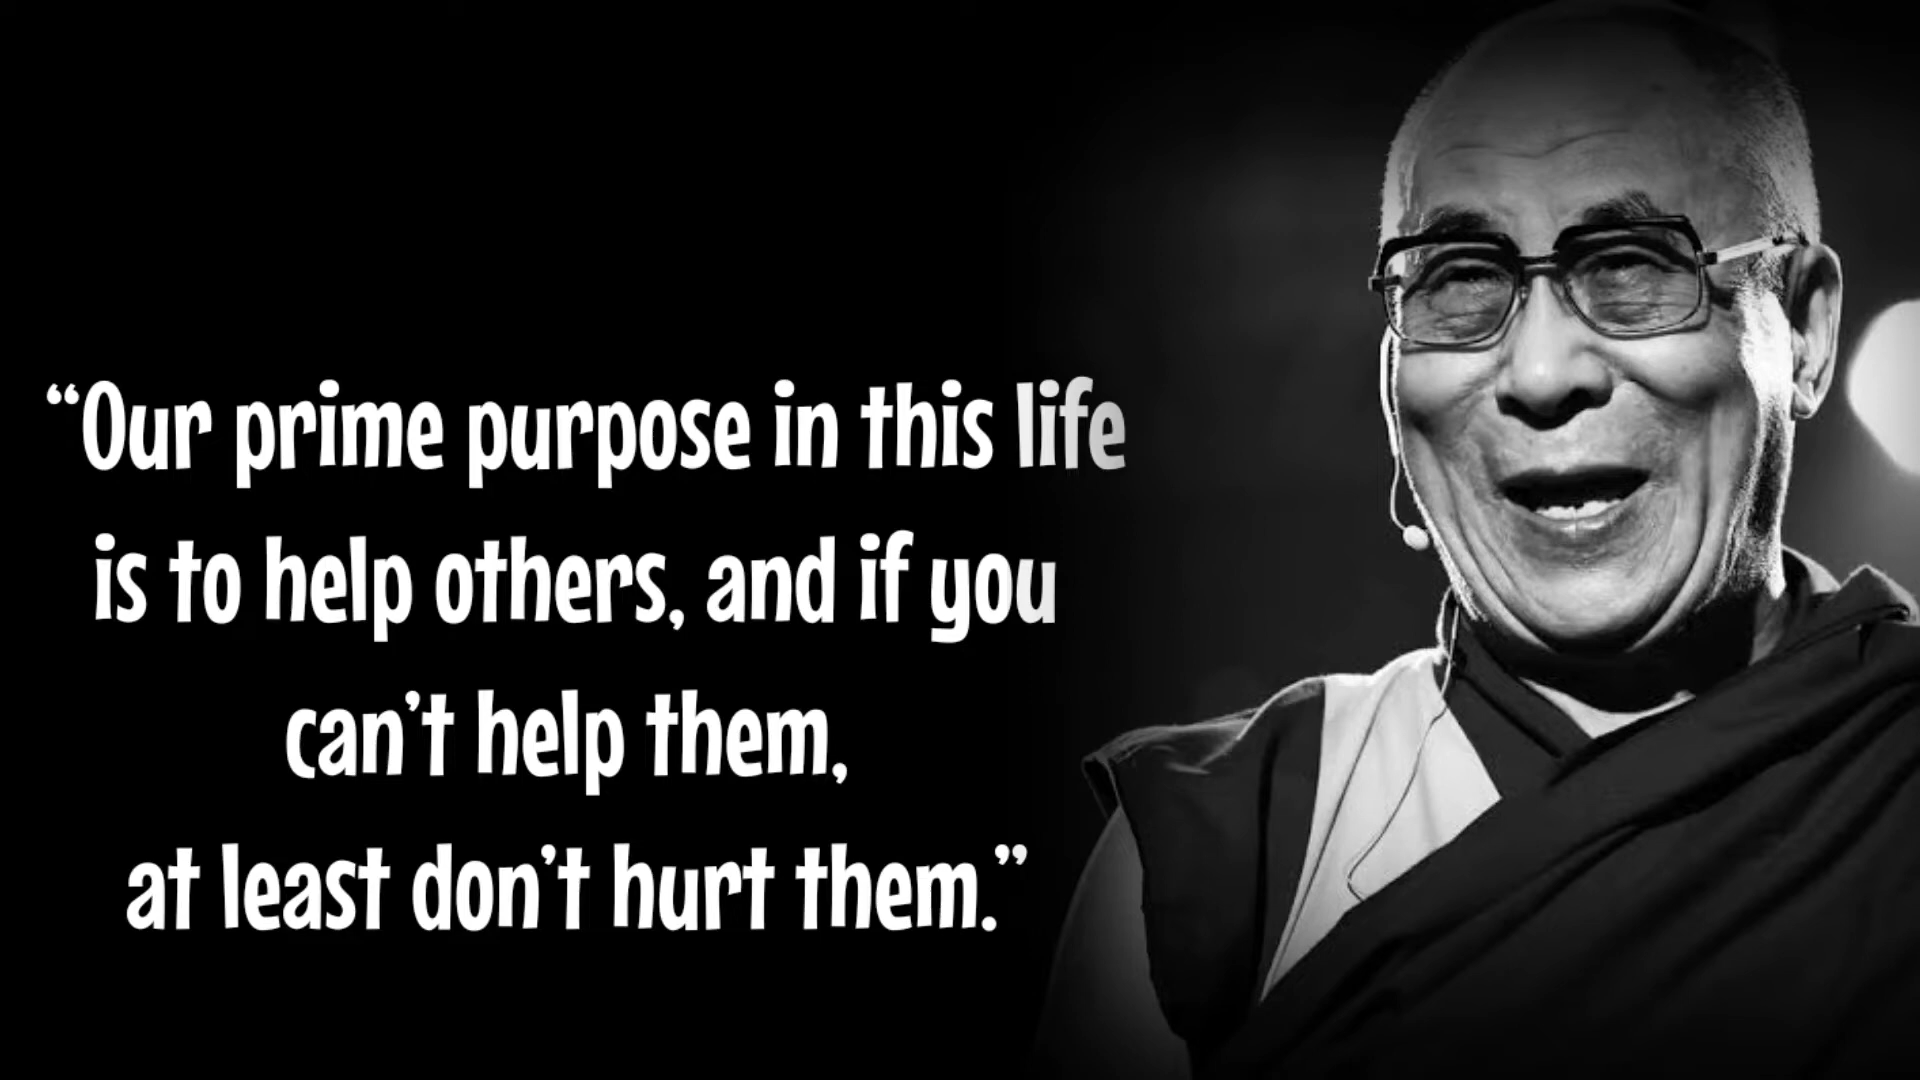 “Our prime purpose in this life
is to help others, and if you
can’t help them,
at least don’t hurt them.”